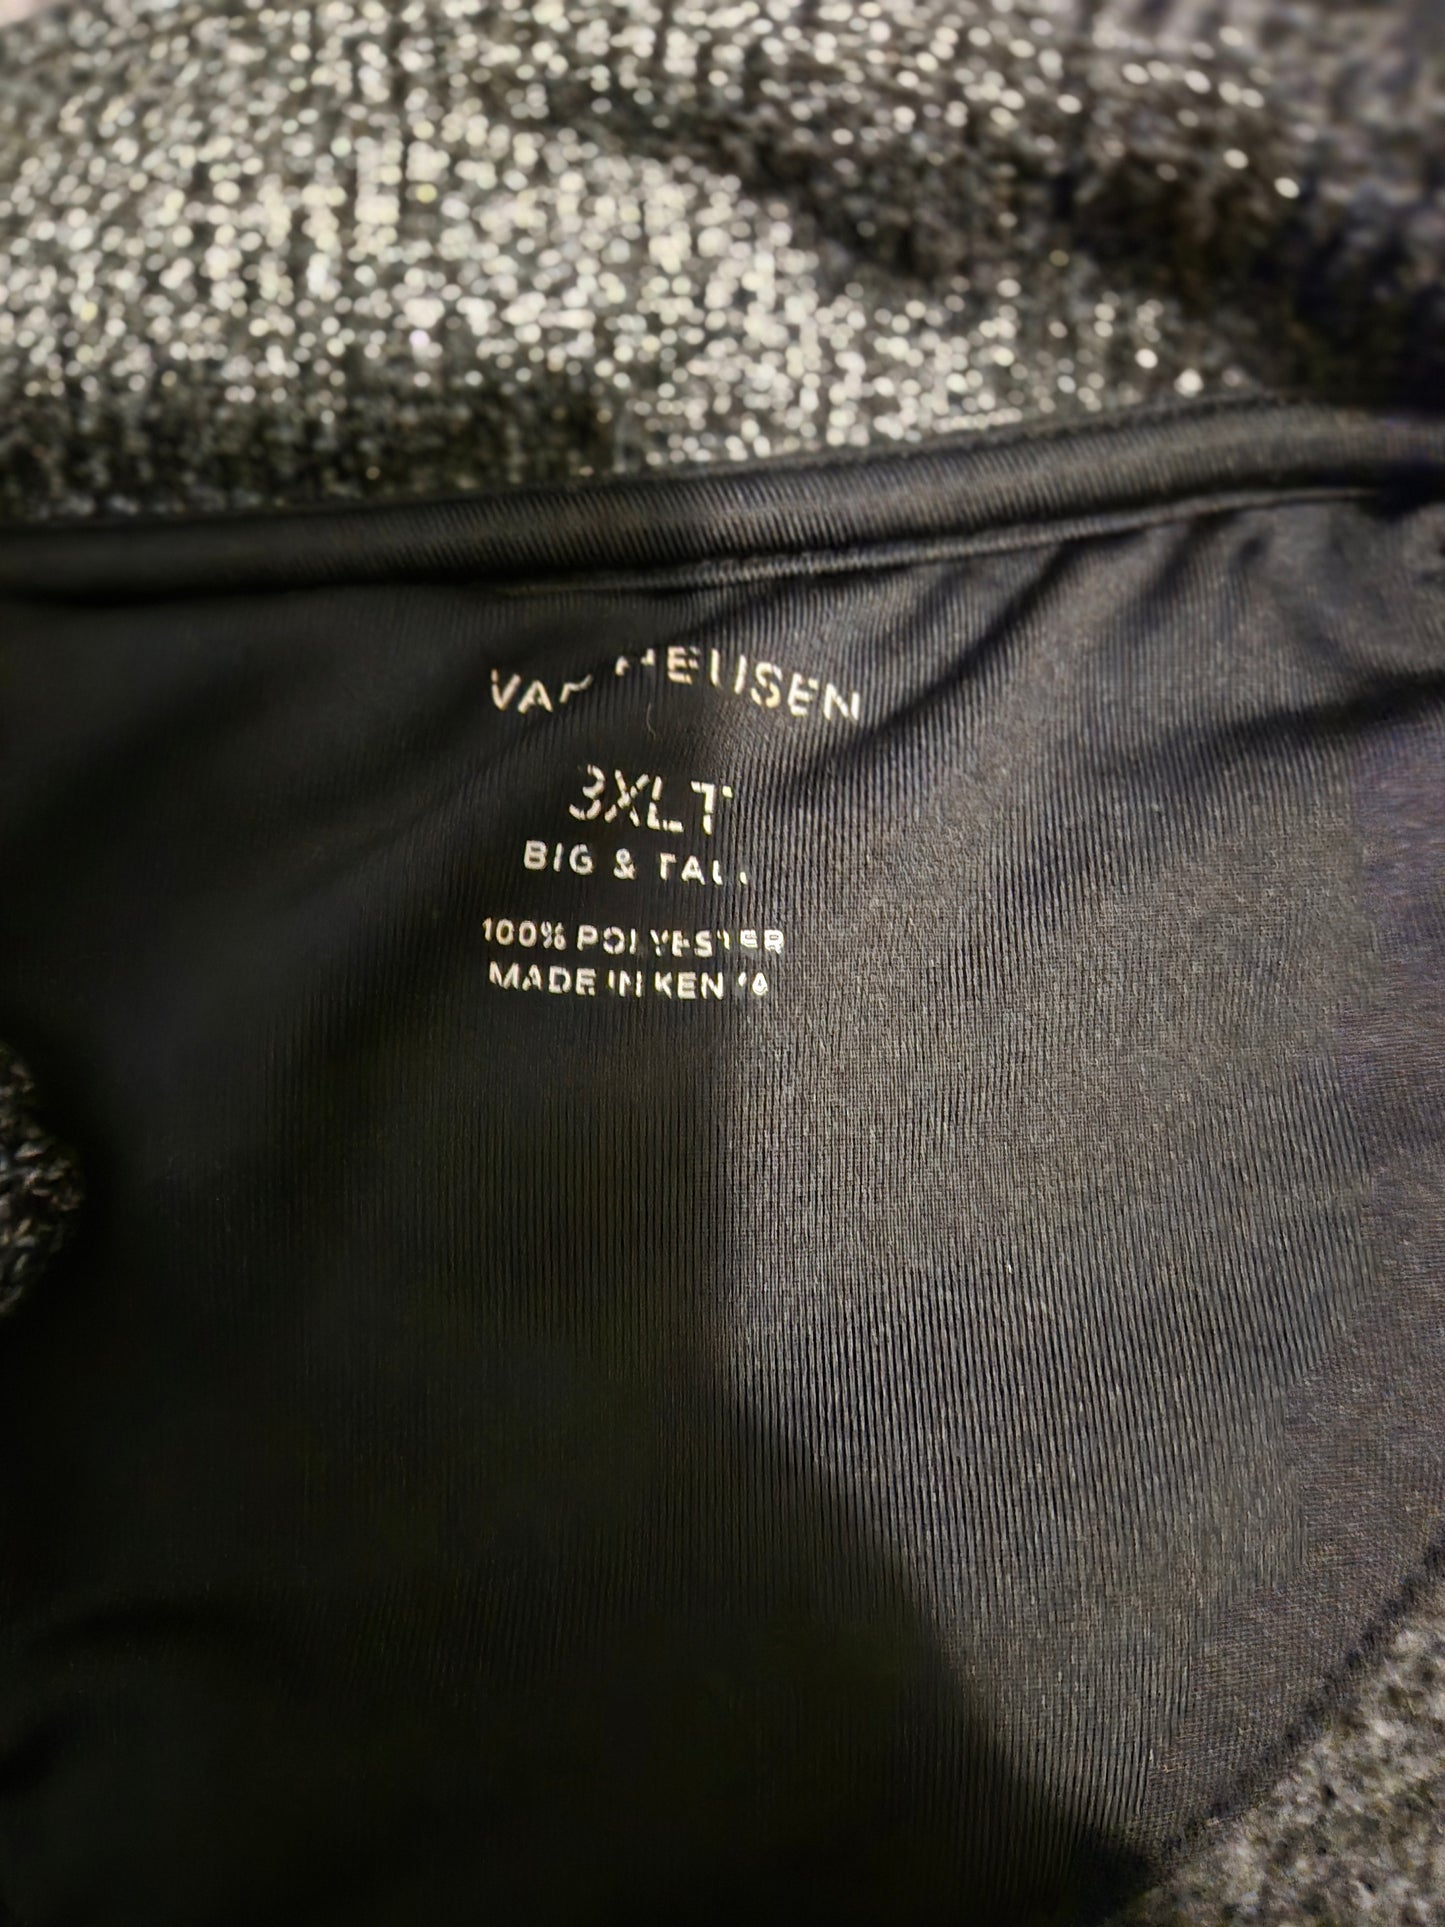 VAN HEUSEN
3XLT
BIG & TALL
100% POLYESTER
MADE IN KENYA